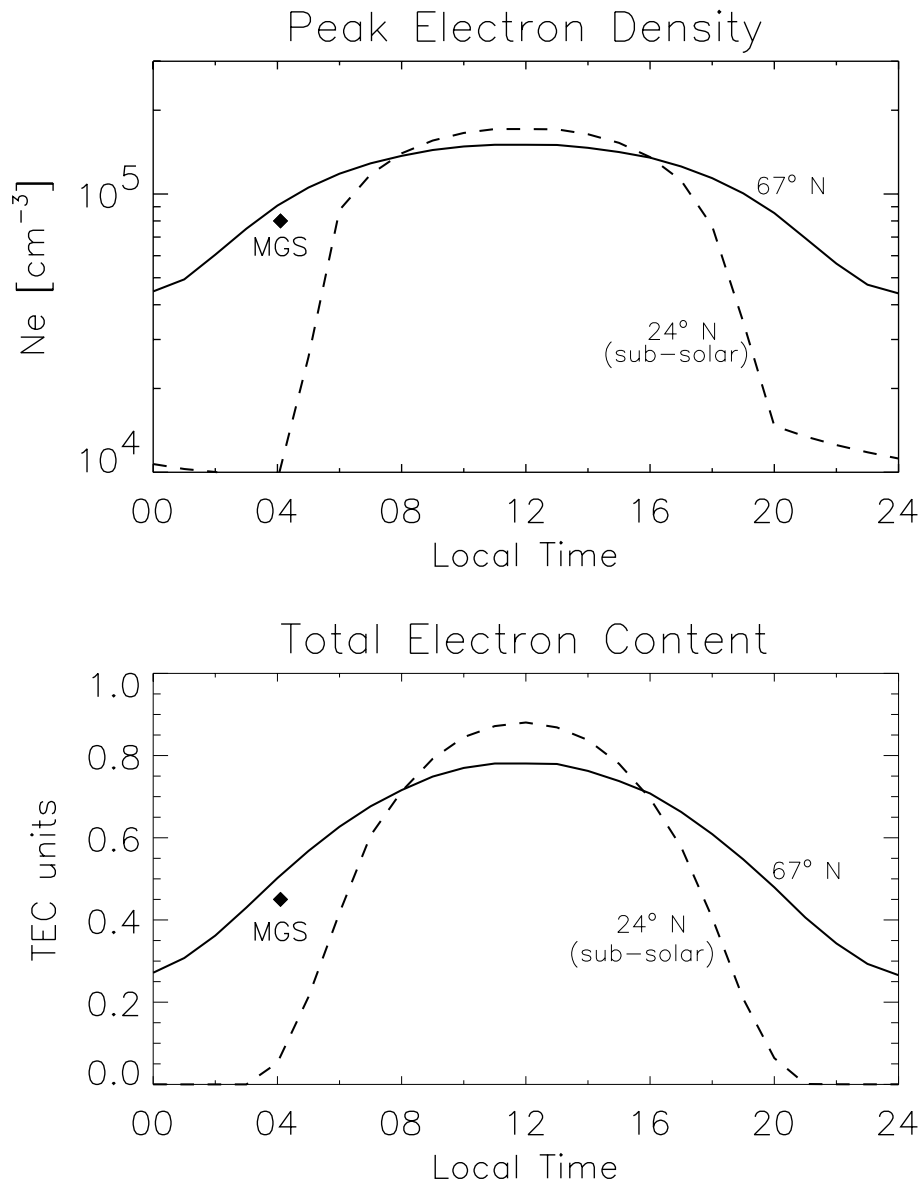 Peak Electron Density
Ne [cm⁻³]
10⁵
10⁴
67° N
MGS
24° N
(sub-solar)
00 04 08 12 16 20 24
Local Time
Total Electron Content
TEC units
1.0
0.8
0.6
0.4
0.2
0.0
67° N
MGS
24° N
(sub-solar)
00 04 08 12 16 20 24
Local Time